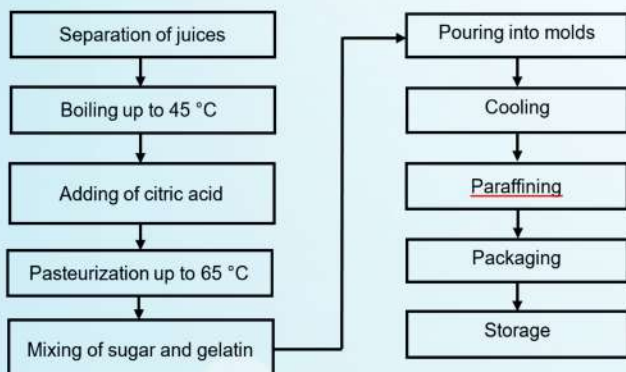 Separation of juices
Boiling up to 45 °C
Adding of citric acid
Pasteurization up to 65 °C
Mixing of sugar and gelatin
Pouring into molds
Cooling
Paraffining
Packaging
Storage